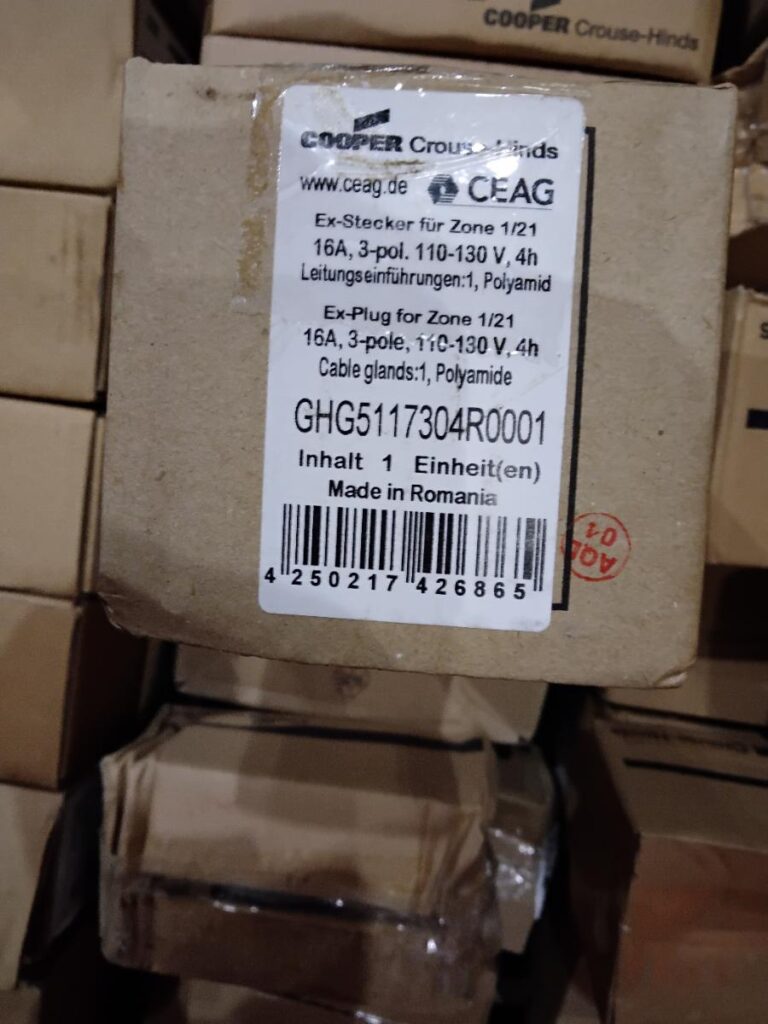 COOPER Crouse-Hinds
COOPER Crouse-Hinds
www.ceag.de CEAG
Ex-Stecker für Zone 1/21
16A, 3-pol. 110-130 V, 4h
Leitungseinführungen:1, Polyamid
Ex-Plug for Zone 1/21
16A, 3-pole, 110-130 V, 4h
Cable glands:1, Polyamide
GHG5117304R0001
Inhalt 1 Einheit(en)
Made in Romania
4 250217 426865
AQL
01